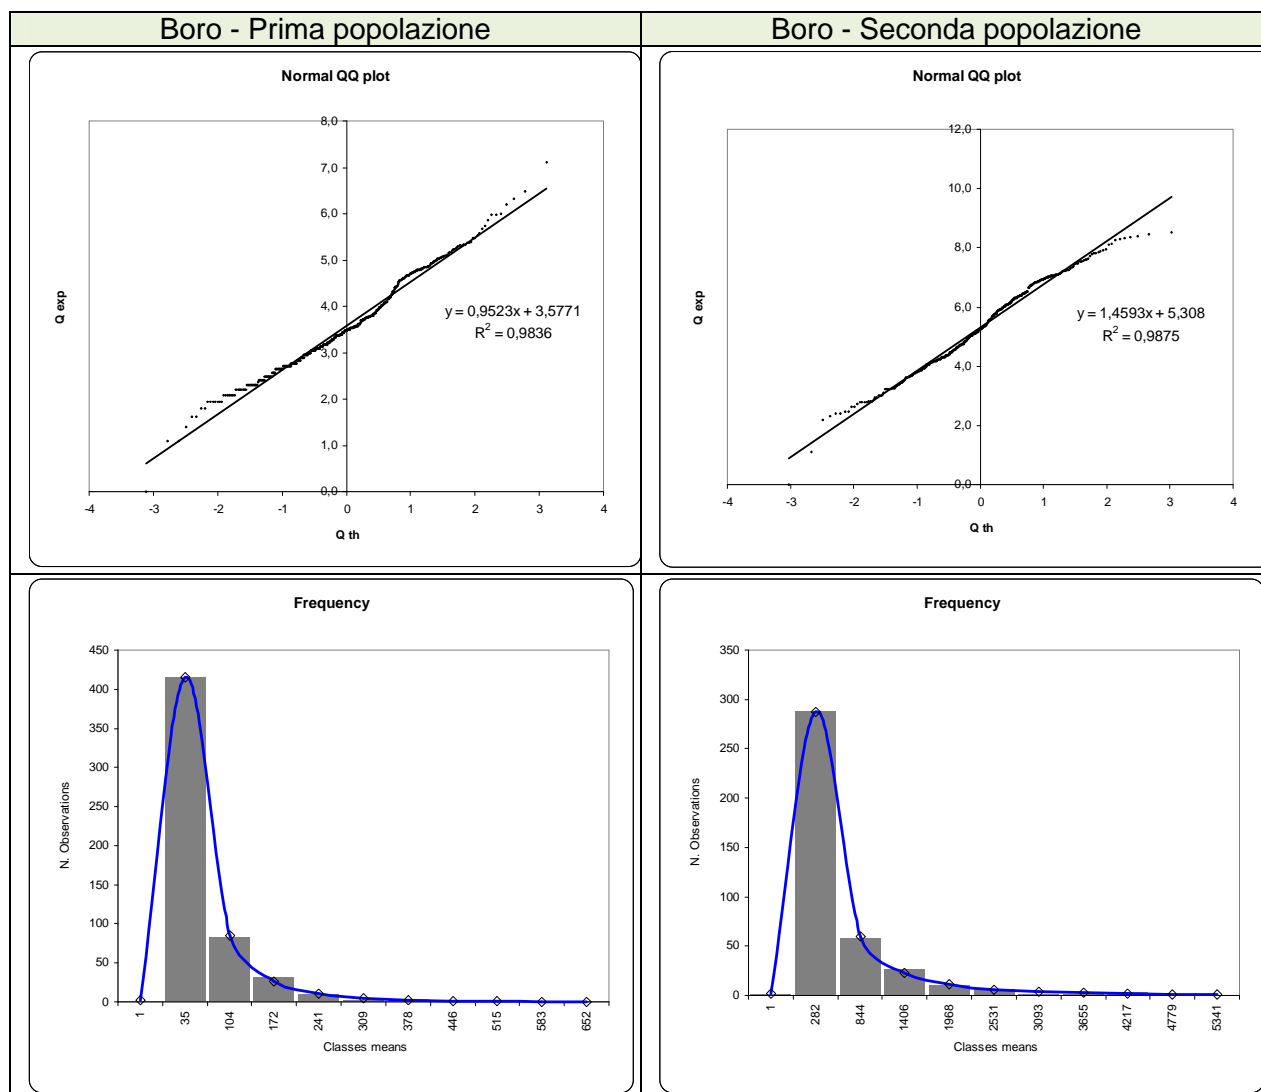 Boro - Prima popolazione
Boro - Seconda popolazione
Normal QQ plot
8,0
7,0
6,0
5,0
4,0
3,0
2,0
1,0
0,0
Q exp
y = 0,9523x + 3,5771
R2 = 0,9836
-4 -3 -2 -1 0 1 2 3 4
Q th
Normal QQ plot
12,0
10,0
8,0
6,0
4,0
2,0
0,0
Q exp
y = 1,4593x + 5,308
R2 = 0,9875
-4 -3 -2 -1 0 1 2 3 4
Q th
Frequency
450
400
350
300
250
200
150
100
50
0
N. Observations
1 35 104 172 241 309 378 446 515 583 652
Classes means
Frequency
350
300
250
200
150
100
50
0
N. Observations
1 282 844 1406 1968 2531 3093 3655 4217 4779 5341
Classes means